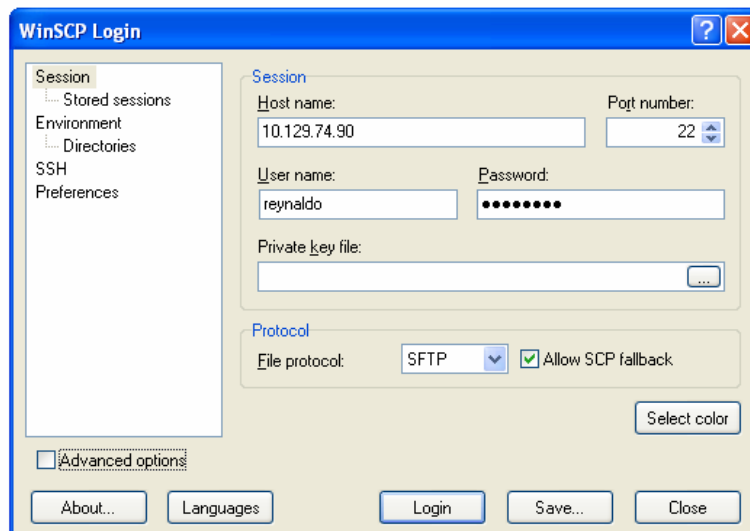 WinSCP Login
Session
Stored sessions
Environment
Directories
SSH
Preferences
Advanced options
Session
Host name: Port number:
10.129.74.90 22
User name: Password:
reynaldo ●●●●●●●●
Private key file:
...
Protocol
File protocol: SFTP Allow SCP fallback
Select color
About... Languages Login Save... Close